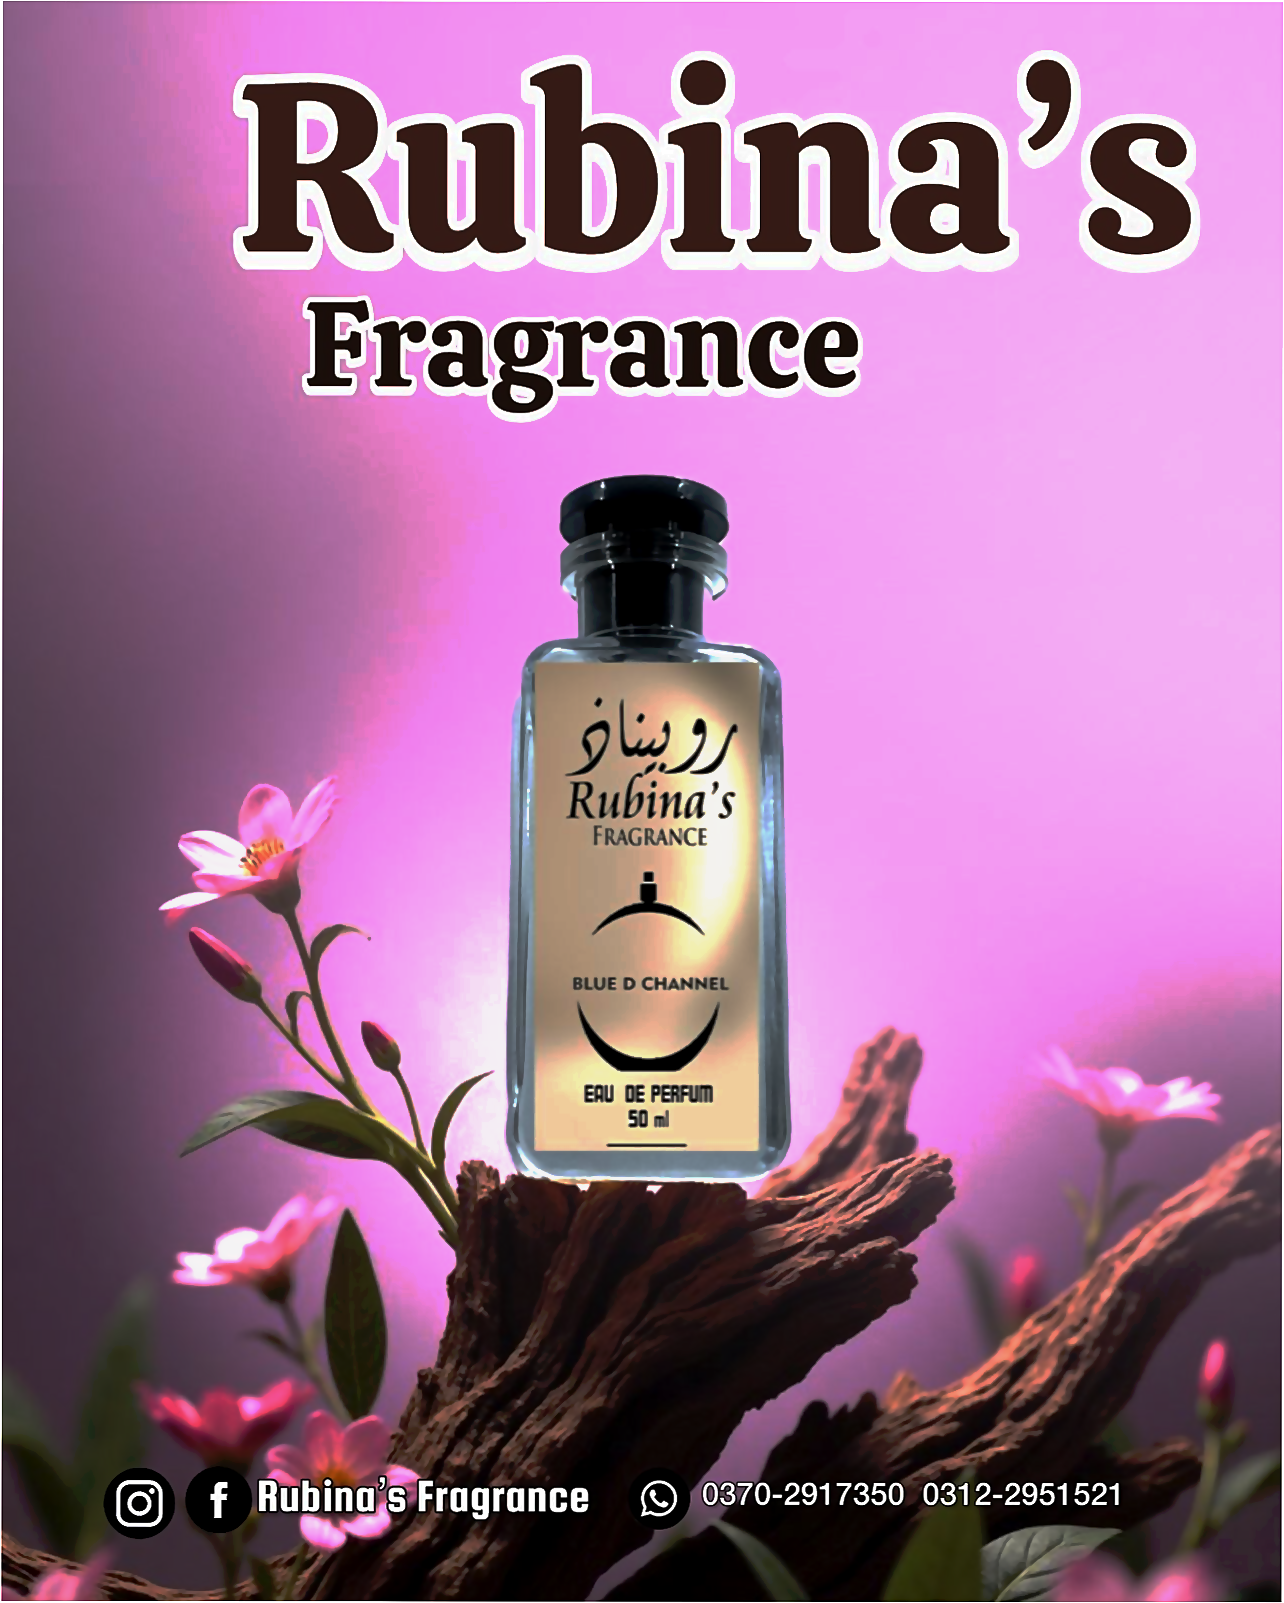 Rubina's
Fragrance
روبيناذ
Rubina's
FRAGRANCE
BLUE D CHANNEL
EAU DE PERFUM
50 ml
Rubina's Fragrance
0370-2917350 0312-2951521